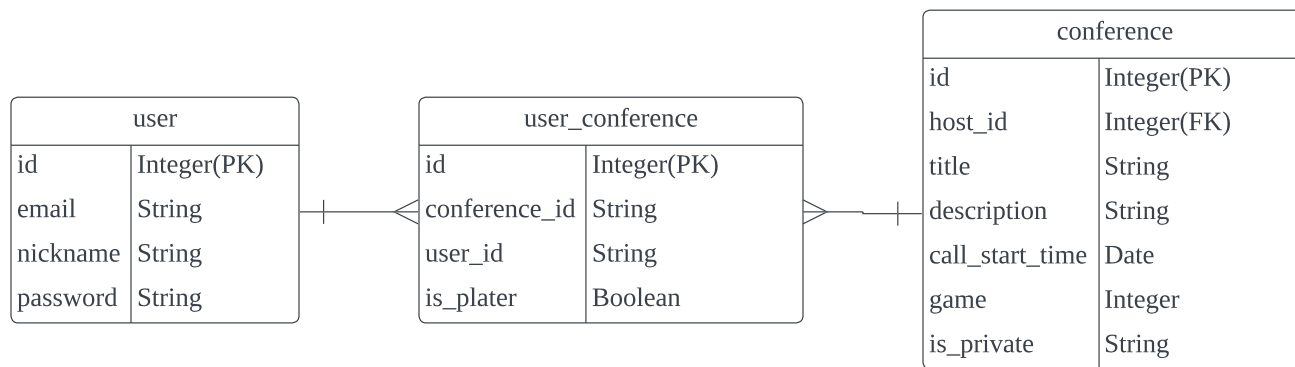 user
id Integer(PK)
email String
nickname String
password String
user_conference
id Integer(PK)
conference_id String
user_id String
is_plater Boolean
conference
id Integer(PK)
host_id Integer(FK)
title String
description String
call_start_time Date
game Integer
is_private String